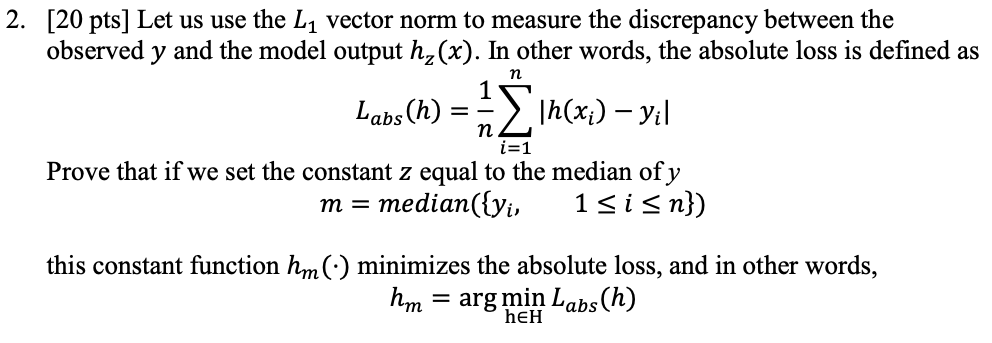 2. [20 pts] Let us use the L₁ vector norm to measure the discrepancy between the
observed y and the model output h_z(x). In other words, the absolute loss is defined as
L_abs(h) = 1/n ∑_{i=1}^{n} |h(x_i) − y_i|
Prove that if we set the constant z equal to the median of y
m = median({y_i, 1 ≤ i ≤ n})
this constant function h_m(·) minimizes the absolute loss, and in other words,
h_m = arg min_{h∈H} L_abs(h)